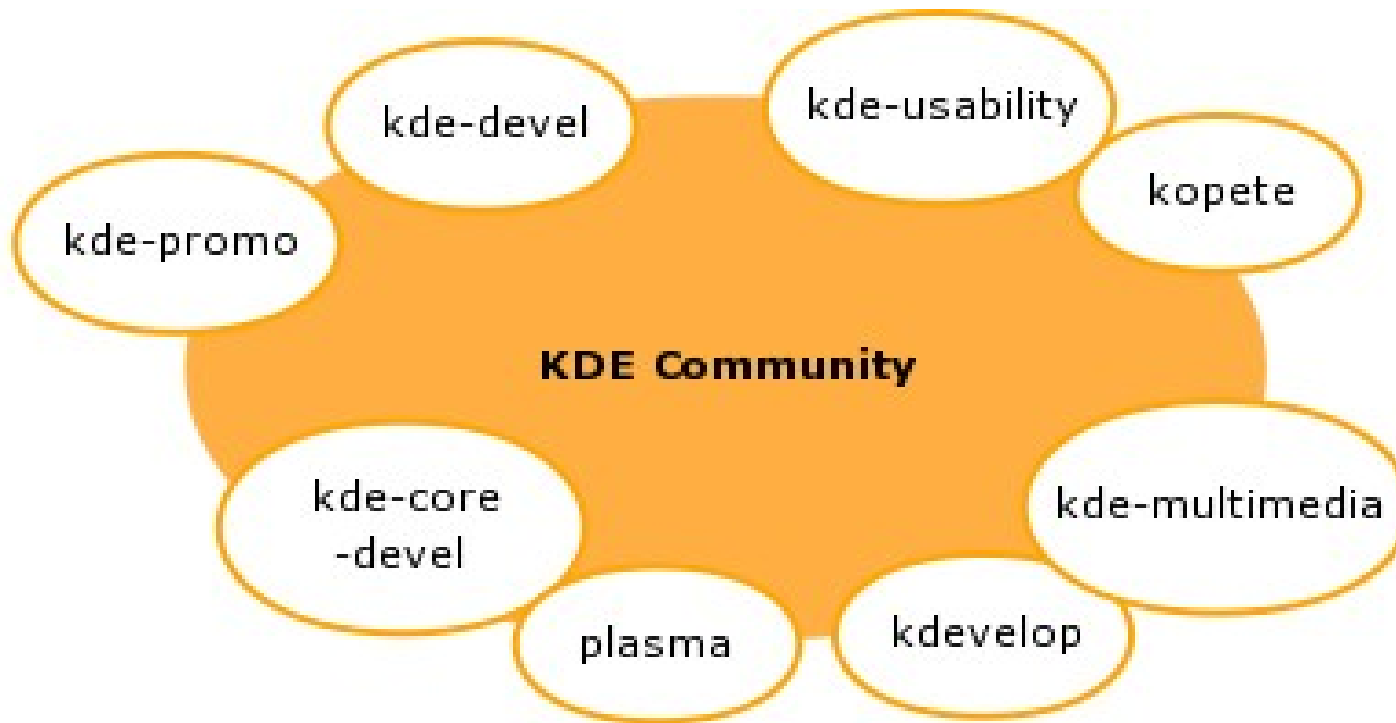 kde-devel
kde-usability
kopete
kde-promo
KDE Community
kde-core
-devel
kde-multimedia
plasma
kdevelop